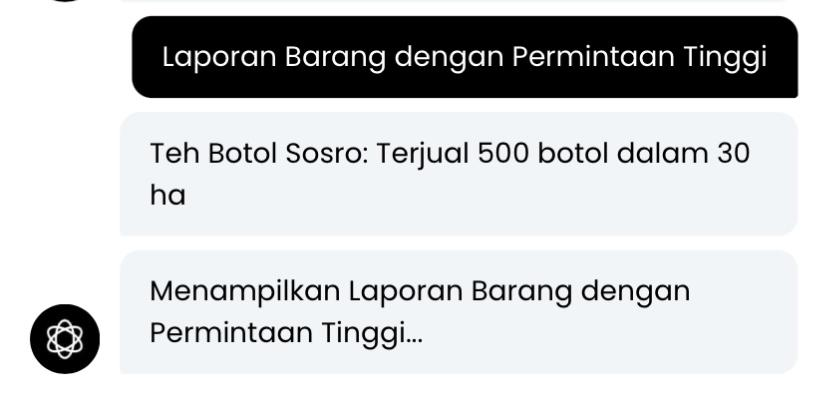 Laporan Barang dengan Permintaan Tinggi
Teh Botol Sosro: Terjual 500 botol dalam 30
ha
Menampilkan Laporan Barang dengan
Permintaan Tinggi...